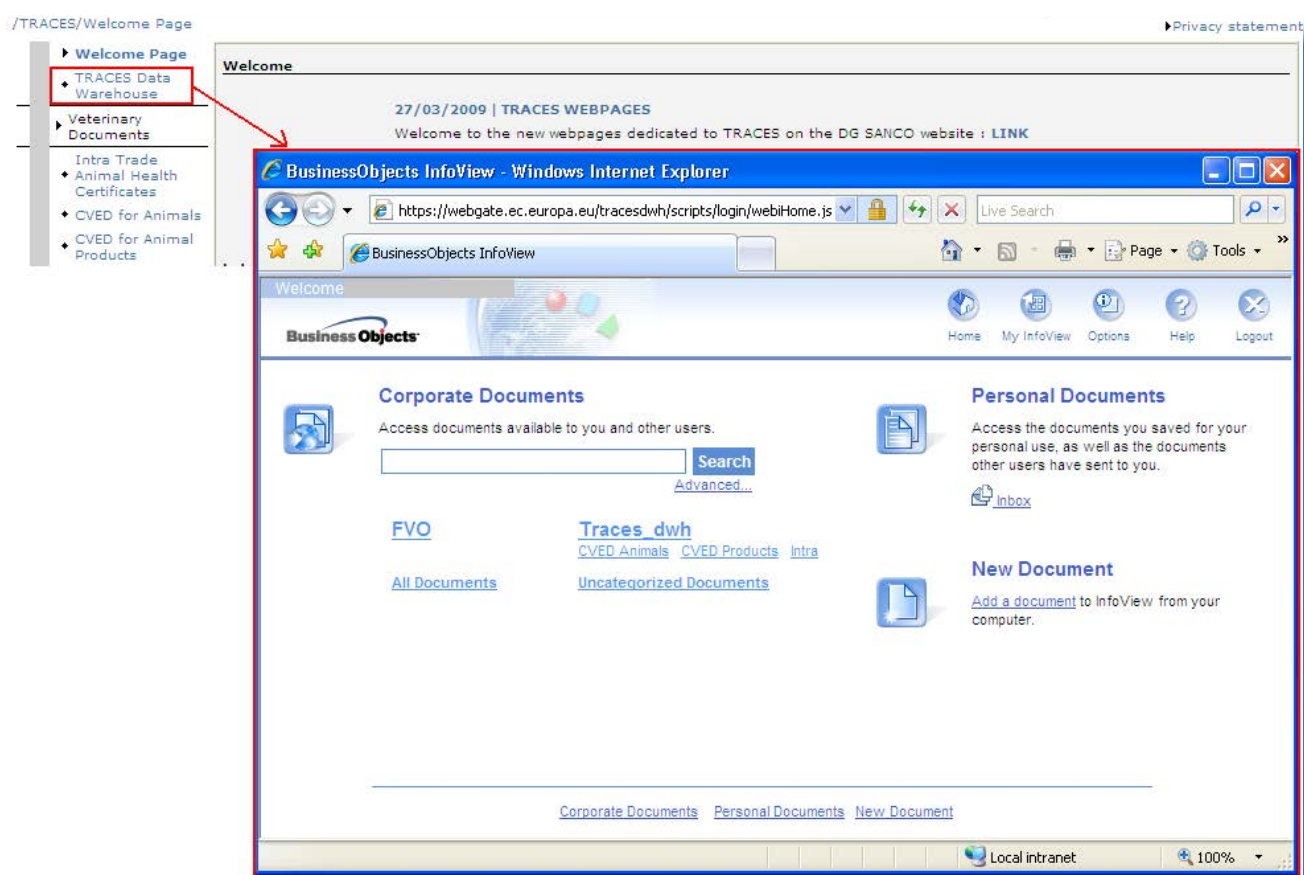 /TRACES/Welcome Page
Privacy statement
Welcome Page
TRACES Data
Warehouse
Veterinary
Documents
Intra Trade
Animal Health
Certificates
CVED for Animals
CVED for Animal
Products
Welcome
27/03/2009 | TRACES WEBPAGES
Welcome to the new webpages dedicated to TRACES on the DG SANCO website : LINK
BusinessObjects InfoView - Windows Internet Explorer
https://webgate.ec.europa.eu/tracesdwh/scripts/login/webiHome.js
Live Search
BusinessObjects InfoView
Page
Tools
Welcome
Business Objects
Home My InfoView Options Help Logout
Corporate Documents
Access documents available to you and other users.
Search
Advanced...
FVO
Traces_dwh
CVED Animals CVED Products Intra
All Documents
Uncategorized Documents
Personal Documents
Access the documents you saved for your
personal use, as well as the documents
other users have sent to you.
Inbox
New Document
Add a document to InfoView from your
computer.
Corporate Documents Personal Documents New Document
Local intranet
100%